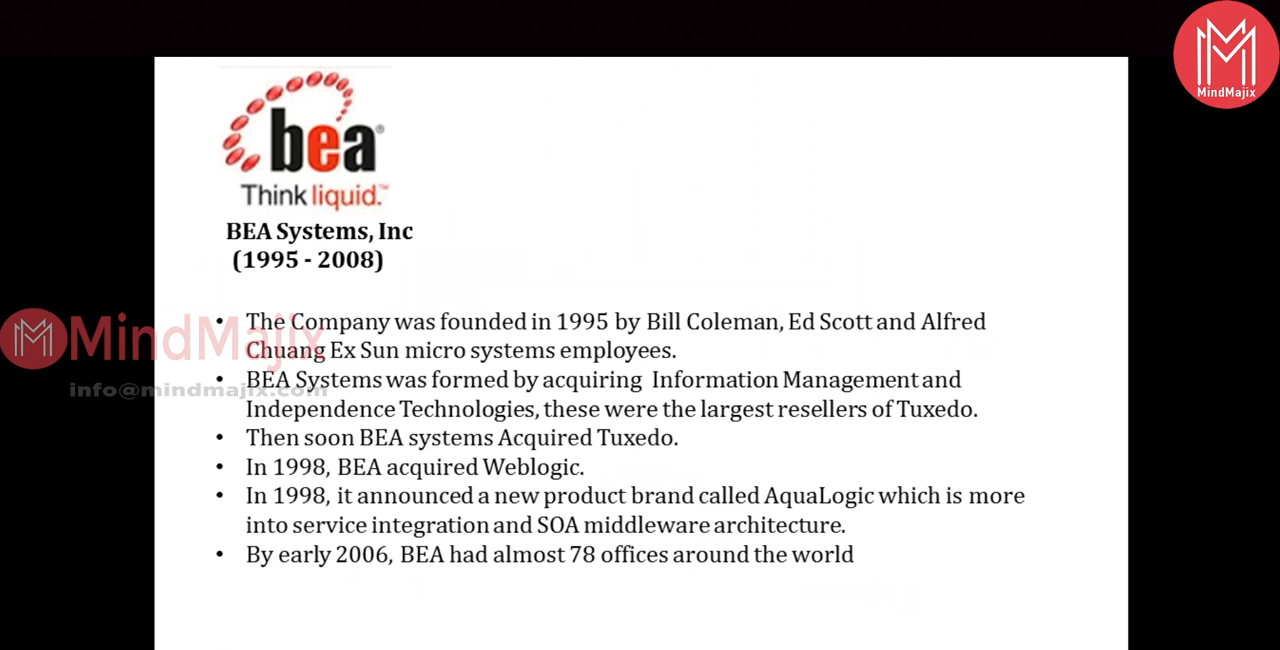 MindMajix
bea®
Think liquid.™
BEA Systems, Inc
(1995 - 2008)
MindMajix
info@mindmajix.com
• The Company was founded in 1995 by Bill Coleman, Ed Scott and Alfred
Chuang Ex Sun micro systems employees.
• BEA Systems was formed by acquiring Information Management and
Independence Technologies, these were the largest resellers of Tuxedo.
• Then soon BEA systems Acquired Tuxedo.
• In 1998, BEA acquired Weblogic.
• In 1998, it announced a new product brand called AquaLogic which is more
into service integration and SOA middleware architecture.
• By early 2006, BEA had almost 78 offices around the world